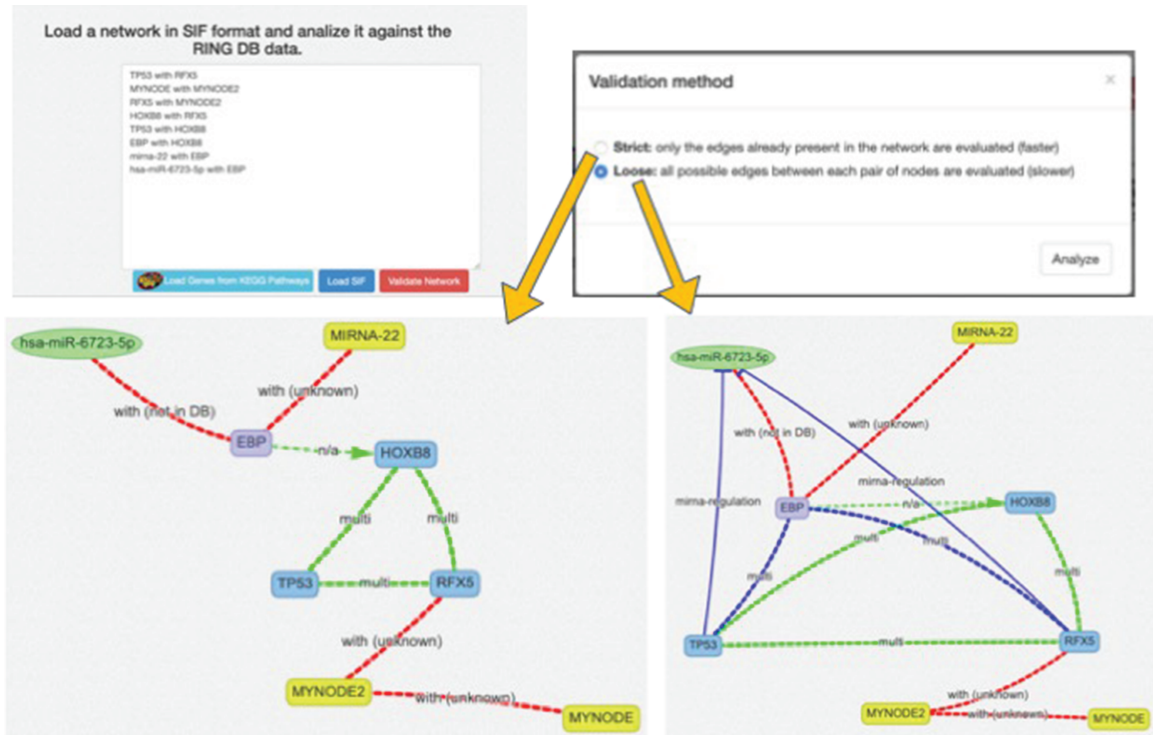 Load a network in SIF format and analize it against the
RING DB data.
TP53 with RFX5
MYNODE with MYNODE2
RFX5 with MYNODE2
HOXB8 with RFX5
TP53 with HOXB8
EBP with HOXB8
mirna-22 with EBP
hsa-miR-6723-5p with EBP
Load Genes from KEGG Pathways
Load SIF
Validate Network
Validation method
×
Strict: only the edges already present in the network are evaluated (faster)
Loose: all possible edges between each pair of nodes are evaluated (slower)
Analyze
hsa-miR-6723-5p
MIRNA-22
with (unknown)
with (not in DB)
EBP
n/a
HOXB8
multi
multi
TP53
multi
RFX5
with (unknown)
MYNODE2
with (unknown)
MYNODE
MIRNA-22
hsa-miR-6723-5p
with (unknown)
with (not in DB)
mirna-regulation
mirna-regulation
EBP
n/a
HOXB8
multi
multi
multi
multi
TP53
multi
RFX5
with (unknown)
MYNODE2
with (unknown)
MYNODE